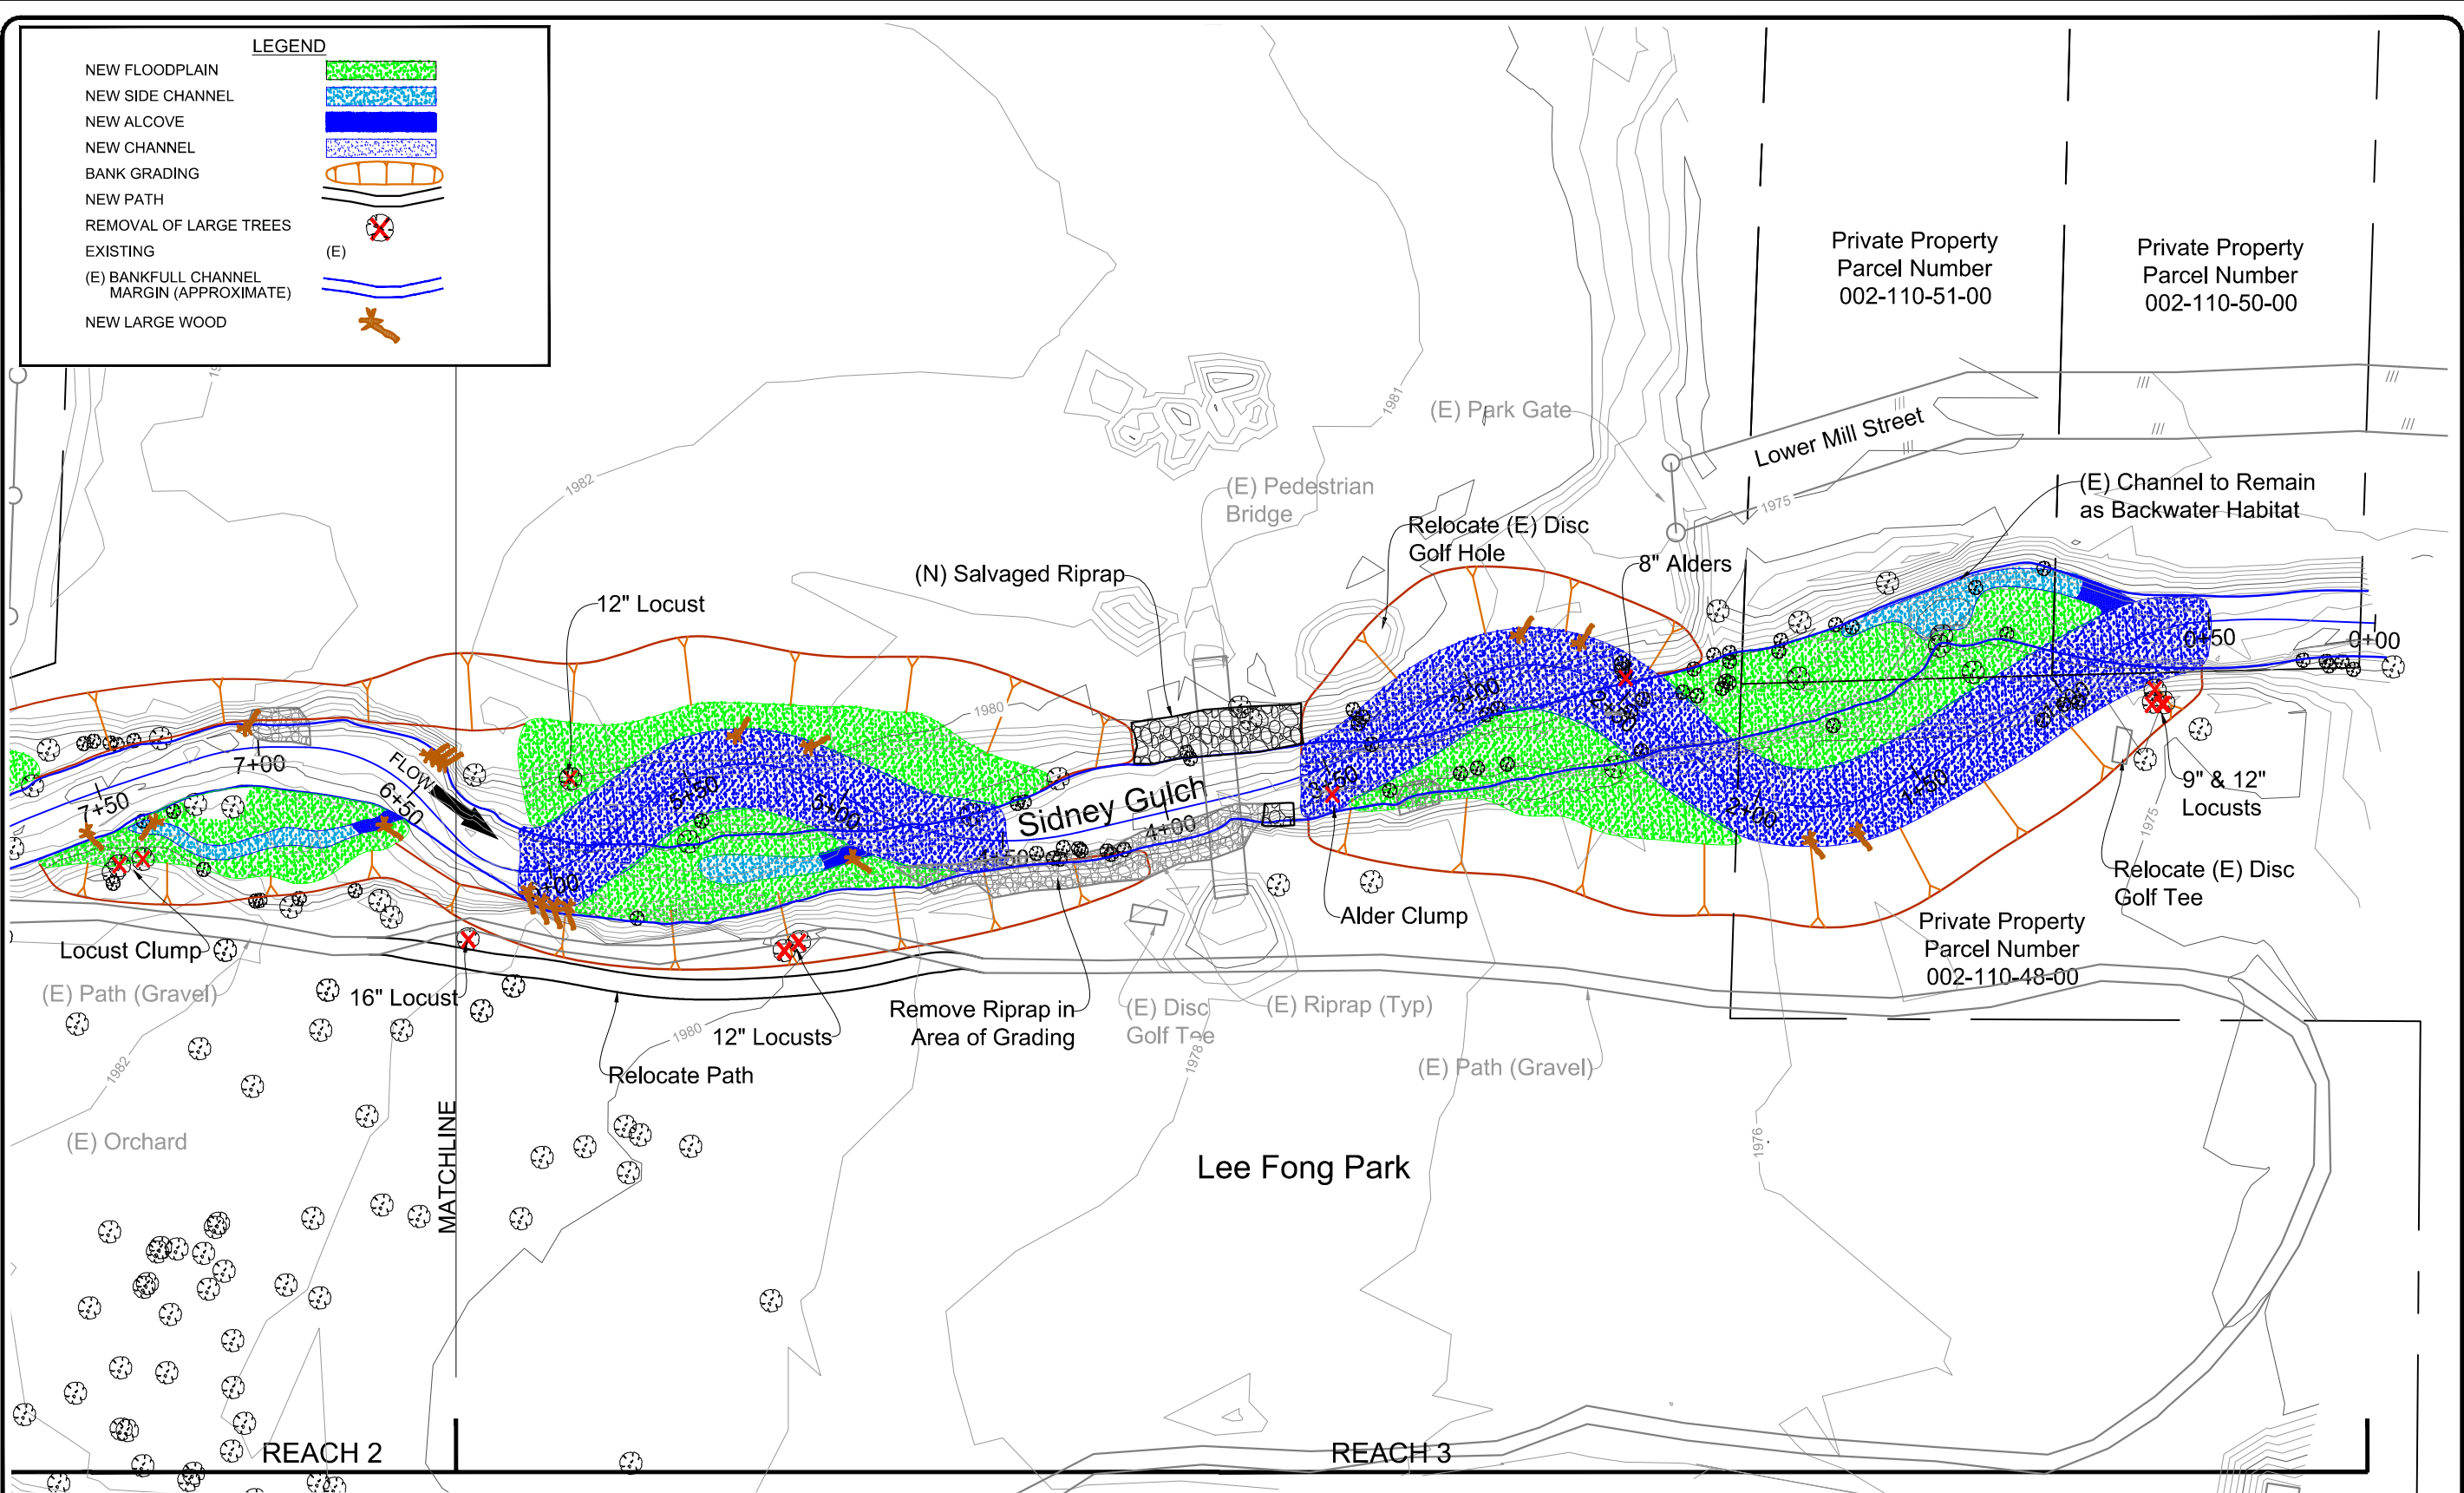 LEGEND
NEW FLOODPLAIN
NEW SIDE CHANNEL
NEW ALCOVE
NEW CHANNEL
BANK GRADING
NEW PATH
REMOVAL OF LARGE TREES
EXISTING (E)
(E) BANKFULL CHANNEL
MARGIN (APPROXIMATE)
NEW LARGE WOOD
Private Property
Parcel Number
002-110-51-00
Private Property
Parcel Number
002-110-50-00
1981
(E) Park Gate
Lower Mill Street
1982
(E) Pedestrian
Bridge
(E) Channel to Remain
as Backwater Habitat
1975
Relocate (E) Disc
Golf Hole
8" Alders
(N) Salvaged Riprap
12" Locust
0+50
0+00
1980
3+00
7+00
FLOW
6+50
7+50
5+50
Sidney Gulch
4+00
2+00
1+50
9" & 12"
Locusts
1975
Relocate (E) Disc
Golf Tee
Alder Clump
Private Property
Parcel Number
002-110-48-00
Locust Clump
(E) Path (Gravel)
16" Locust
12" Locusts
1980
Remove Riprap in
Area of Grading
(E) Disc
Golf Tee
(E) Riprap (Typ)
1978
(E) Path (Gravel)
Relocate Path
1982
(E) Orchard
MATCHLINE
1976
Lee Fong Park
REACH 2
REACH 3